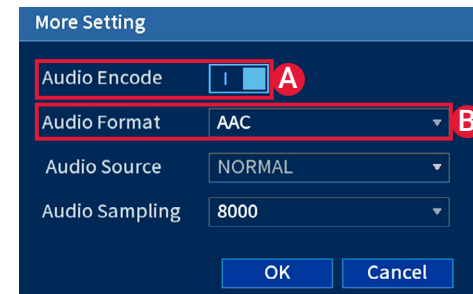 More Setting
Audio Encode A
Audio Format AAC B
Audio Source NORMAL
Audio Sampling 8000
OK Cancel